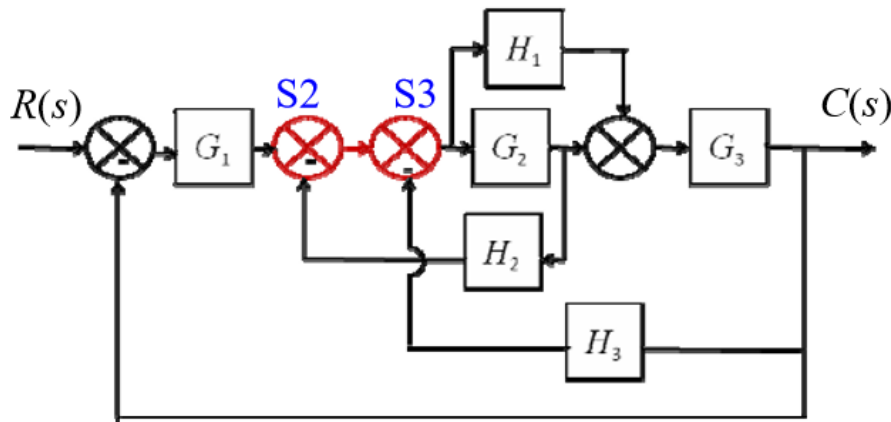 H₁
S2 S3
R(s) C(s)
G₁ G₂ G₃
- - -
H₂
H₃